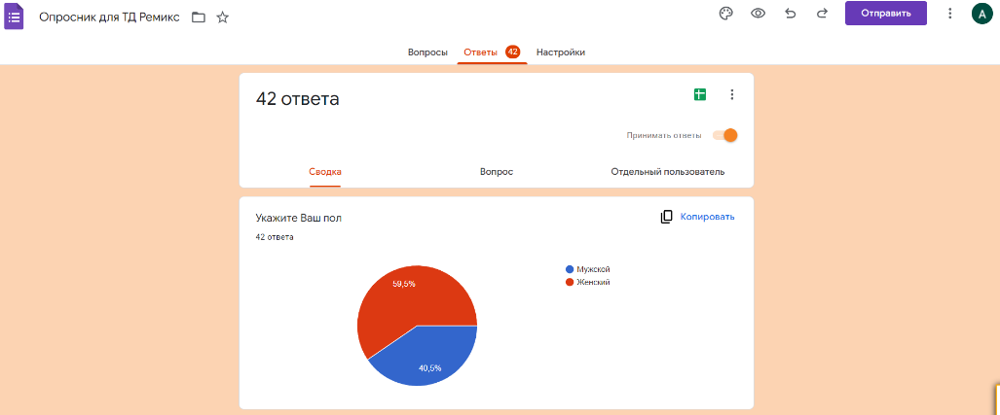 Опросник для ТД Ремикс
Отправить
А
Вопросы Ответы 42 Настройки
42 ответа
Принимать ответы
Сводка Вопрос Отдельный пользователь
Укажите Ваш пол
Копировать
42 ответа
Мужской
Женский
59,5%
40,5%